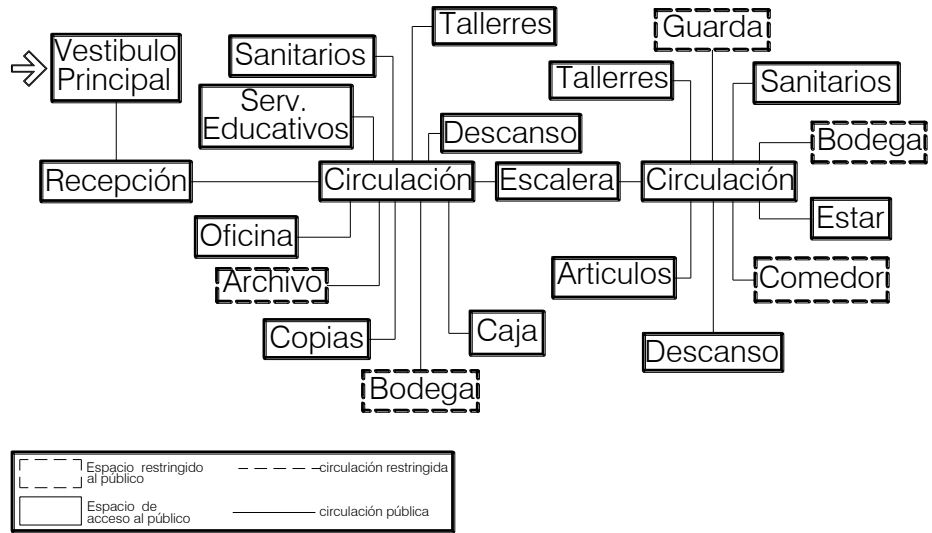 Vestibulo
Principal
Sanitarios
Tallerres
Guarda
Serv.
Educativos
Tallerres
Sanitarios
Descanso
Bodega
Recepción
Circulación
Escalera
Circulación
Oficina
Estar
Archivo
Articulos
Comedor
Copias
Caja
Descanso
Bodega
Espacio restringido
al público
circulación restringida
Espacio de
acceso al público
circulación pública